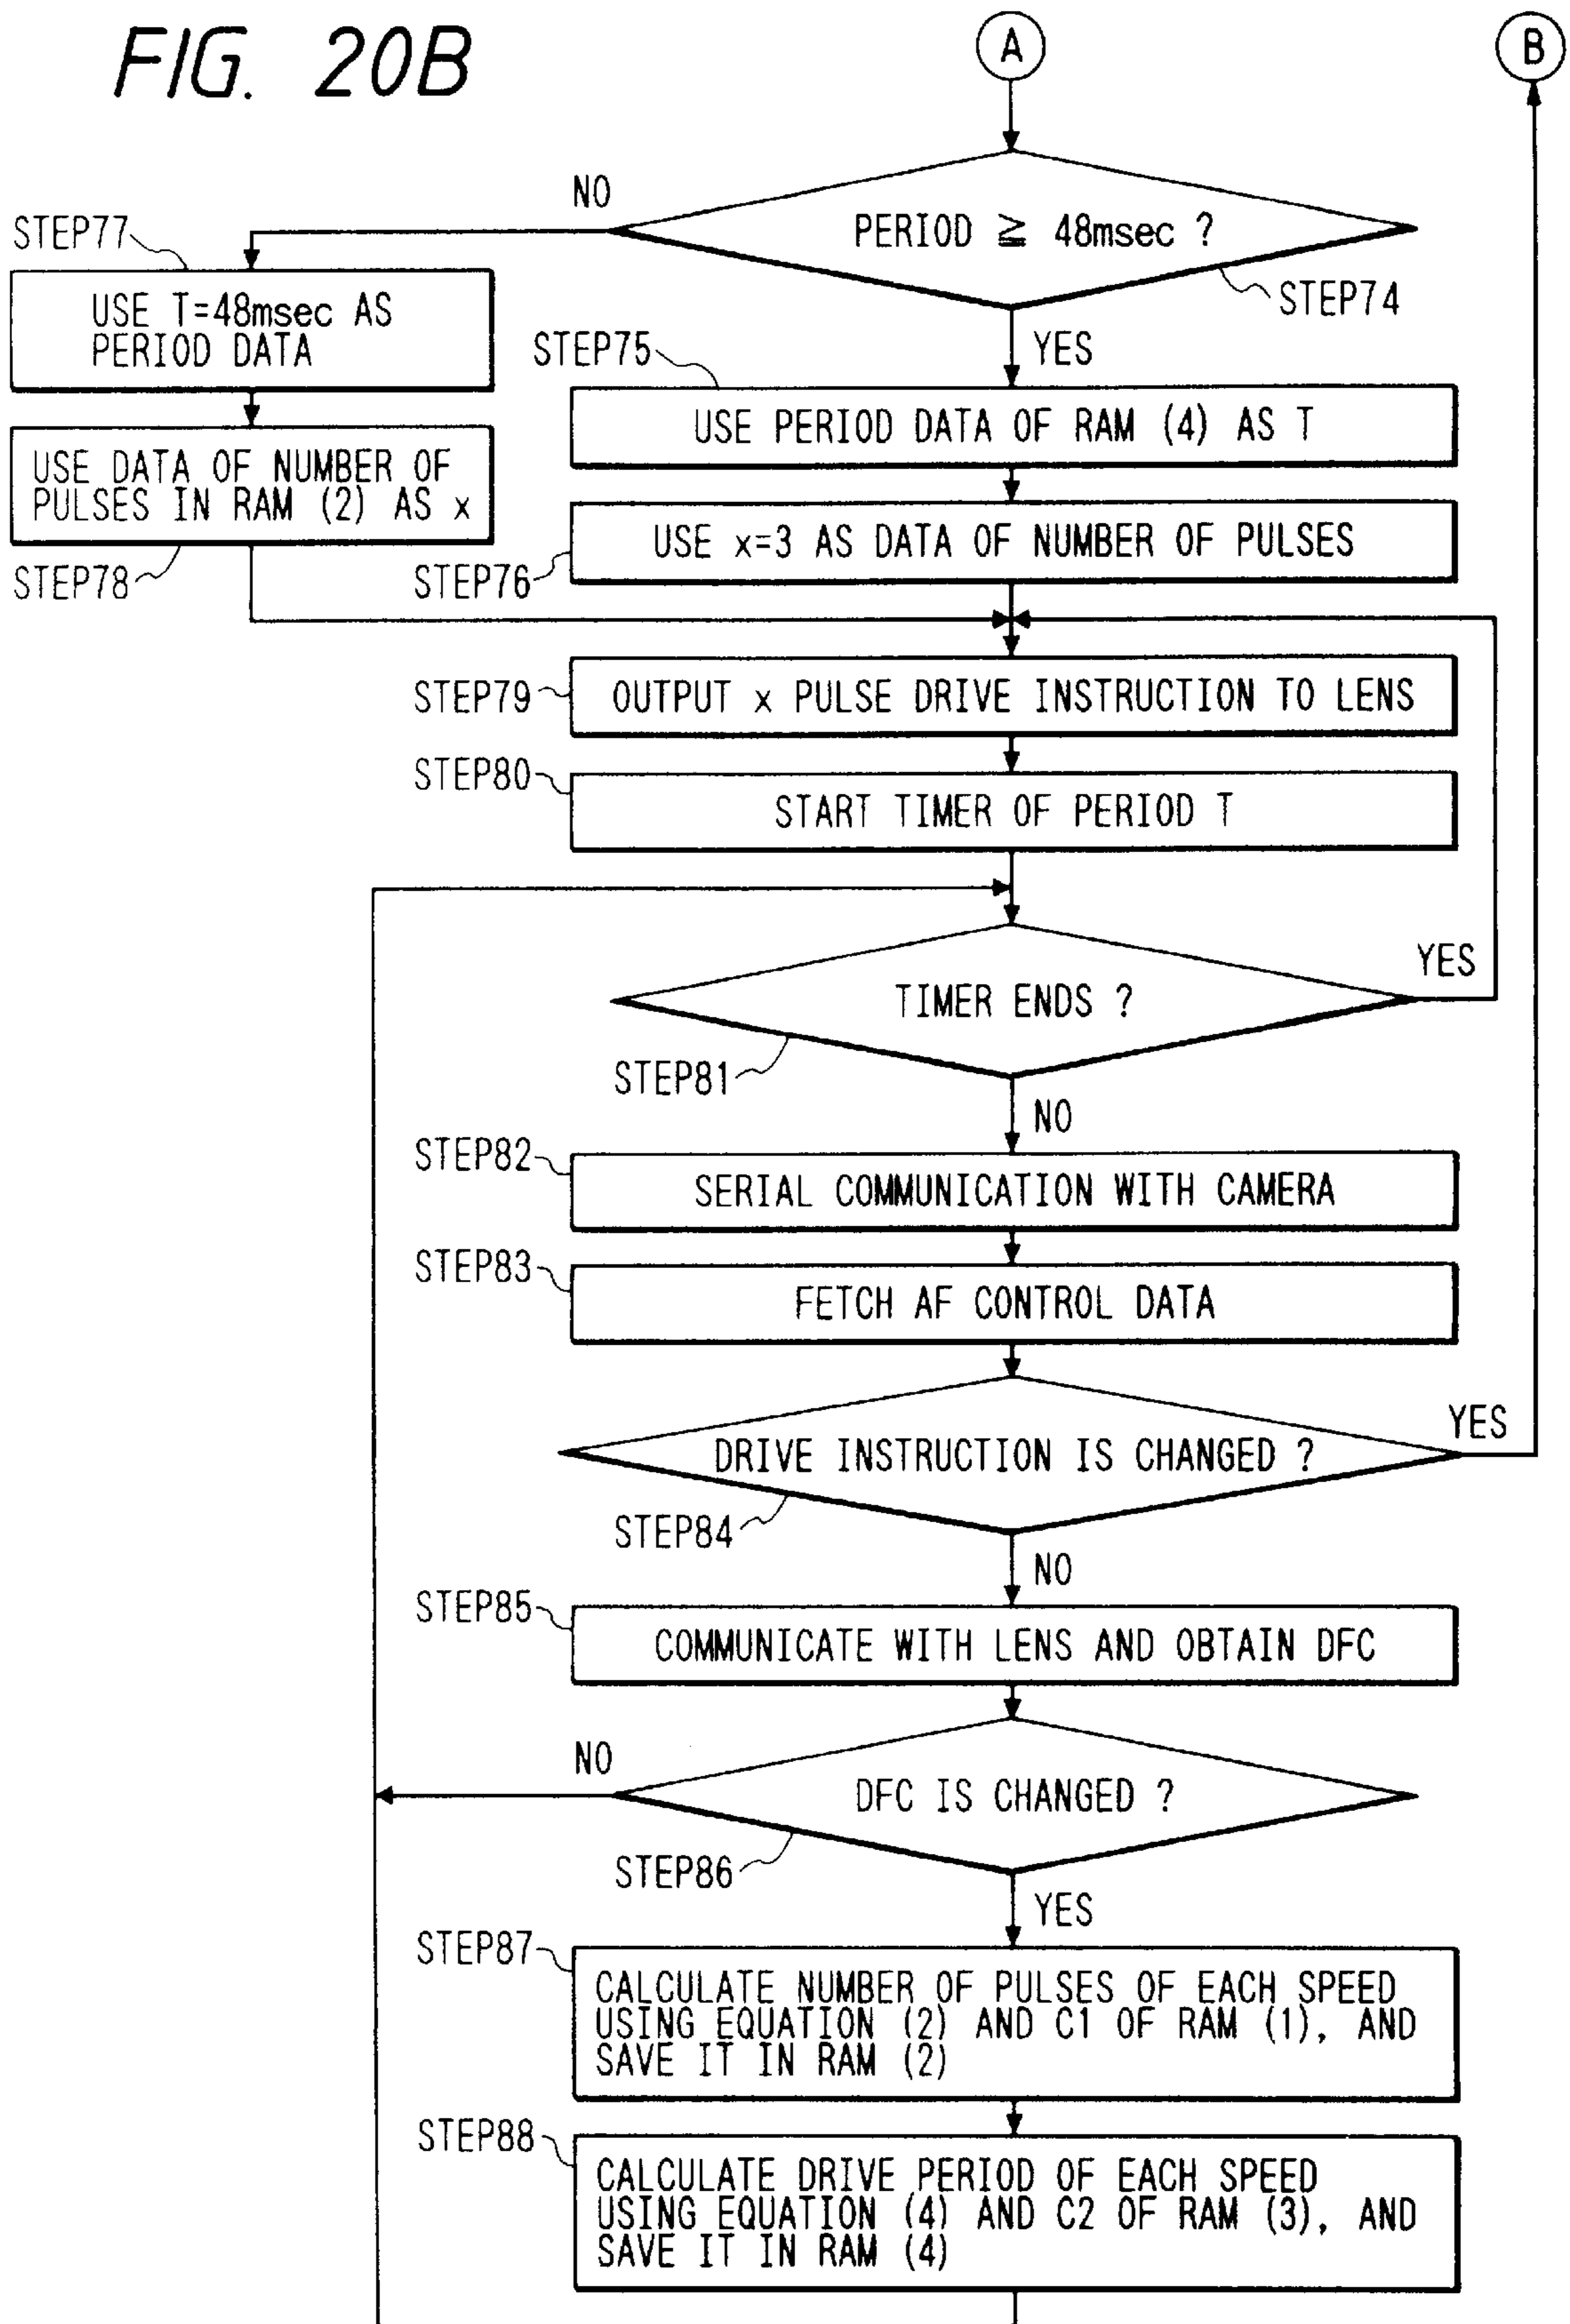 FIG. 20B
A
B
NO
PERIOD ≧ 48msec ?
STEP74
STEP77
USE T=48msec AS
PERIOD DATA
YES
STEP75
USE PERIOD DATA OF RAM (4) AS T
USE DATA OF NUMBER OF
PULSES IN RAM (2) AS x
STEP78
USE x=3 AS DATA OF NUMBER OF PULSES
STEP76
STEP79
OUTPUT x PULSE DRIVE INSTRUCTION TO LENS
STEP80
START TIMER OF PERIOD T
YES
TIMER ENDS ?
STEP81
NO
STEP82
SERIAL COMMUNICATION WITH CAMERA
STEP83
FETCH AF CONTROL DATA
YES
DRIVE INSTRUCTION IS CHANGED ?
STEP84
NO
STEP85
COMMUNICATE WITH LENS AND OBTAIN DFC
NO
DFC IS CHANGED ?
STEP86
YES
STEP87
CALCULATE NUMBER OF PULSES OF EACH SPEED
USING EQUATION (2) AND C1 OF RAM (1), AND
SAVE IT IN RAM (2)
STEP88
CALCULATE DRIVE PERIOD OF EACH SPEED
USING EQUATION (4) AND C2 OF RAM (3), AND
SAVE IT IN RAM (4)